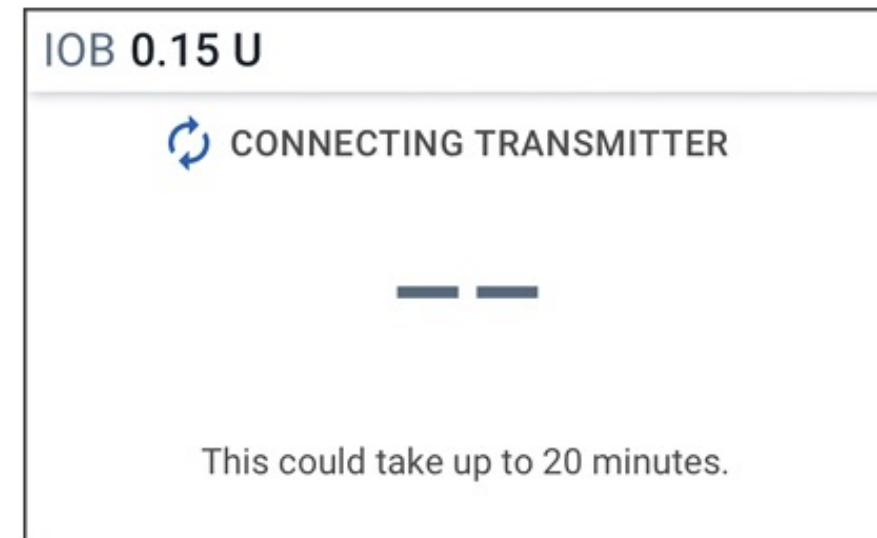 IOB 0.15 U
CONNECTING TRANSMITTER
— —
This could take up to 20 minutes.